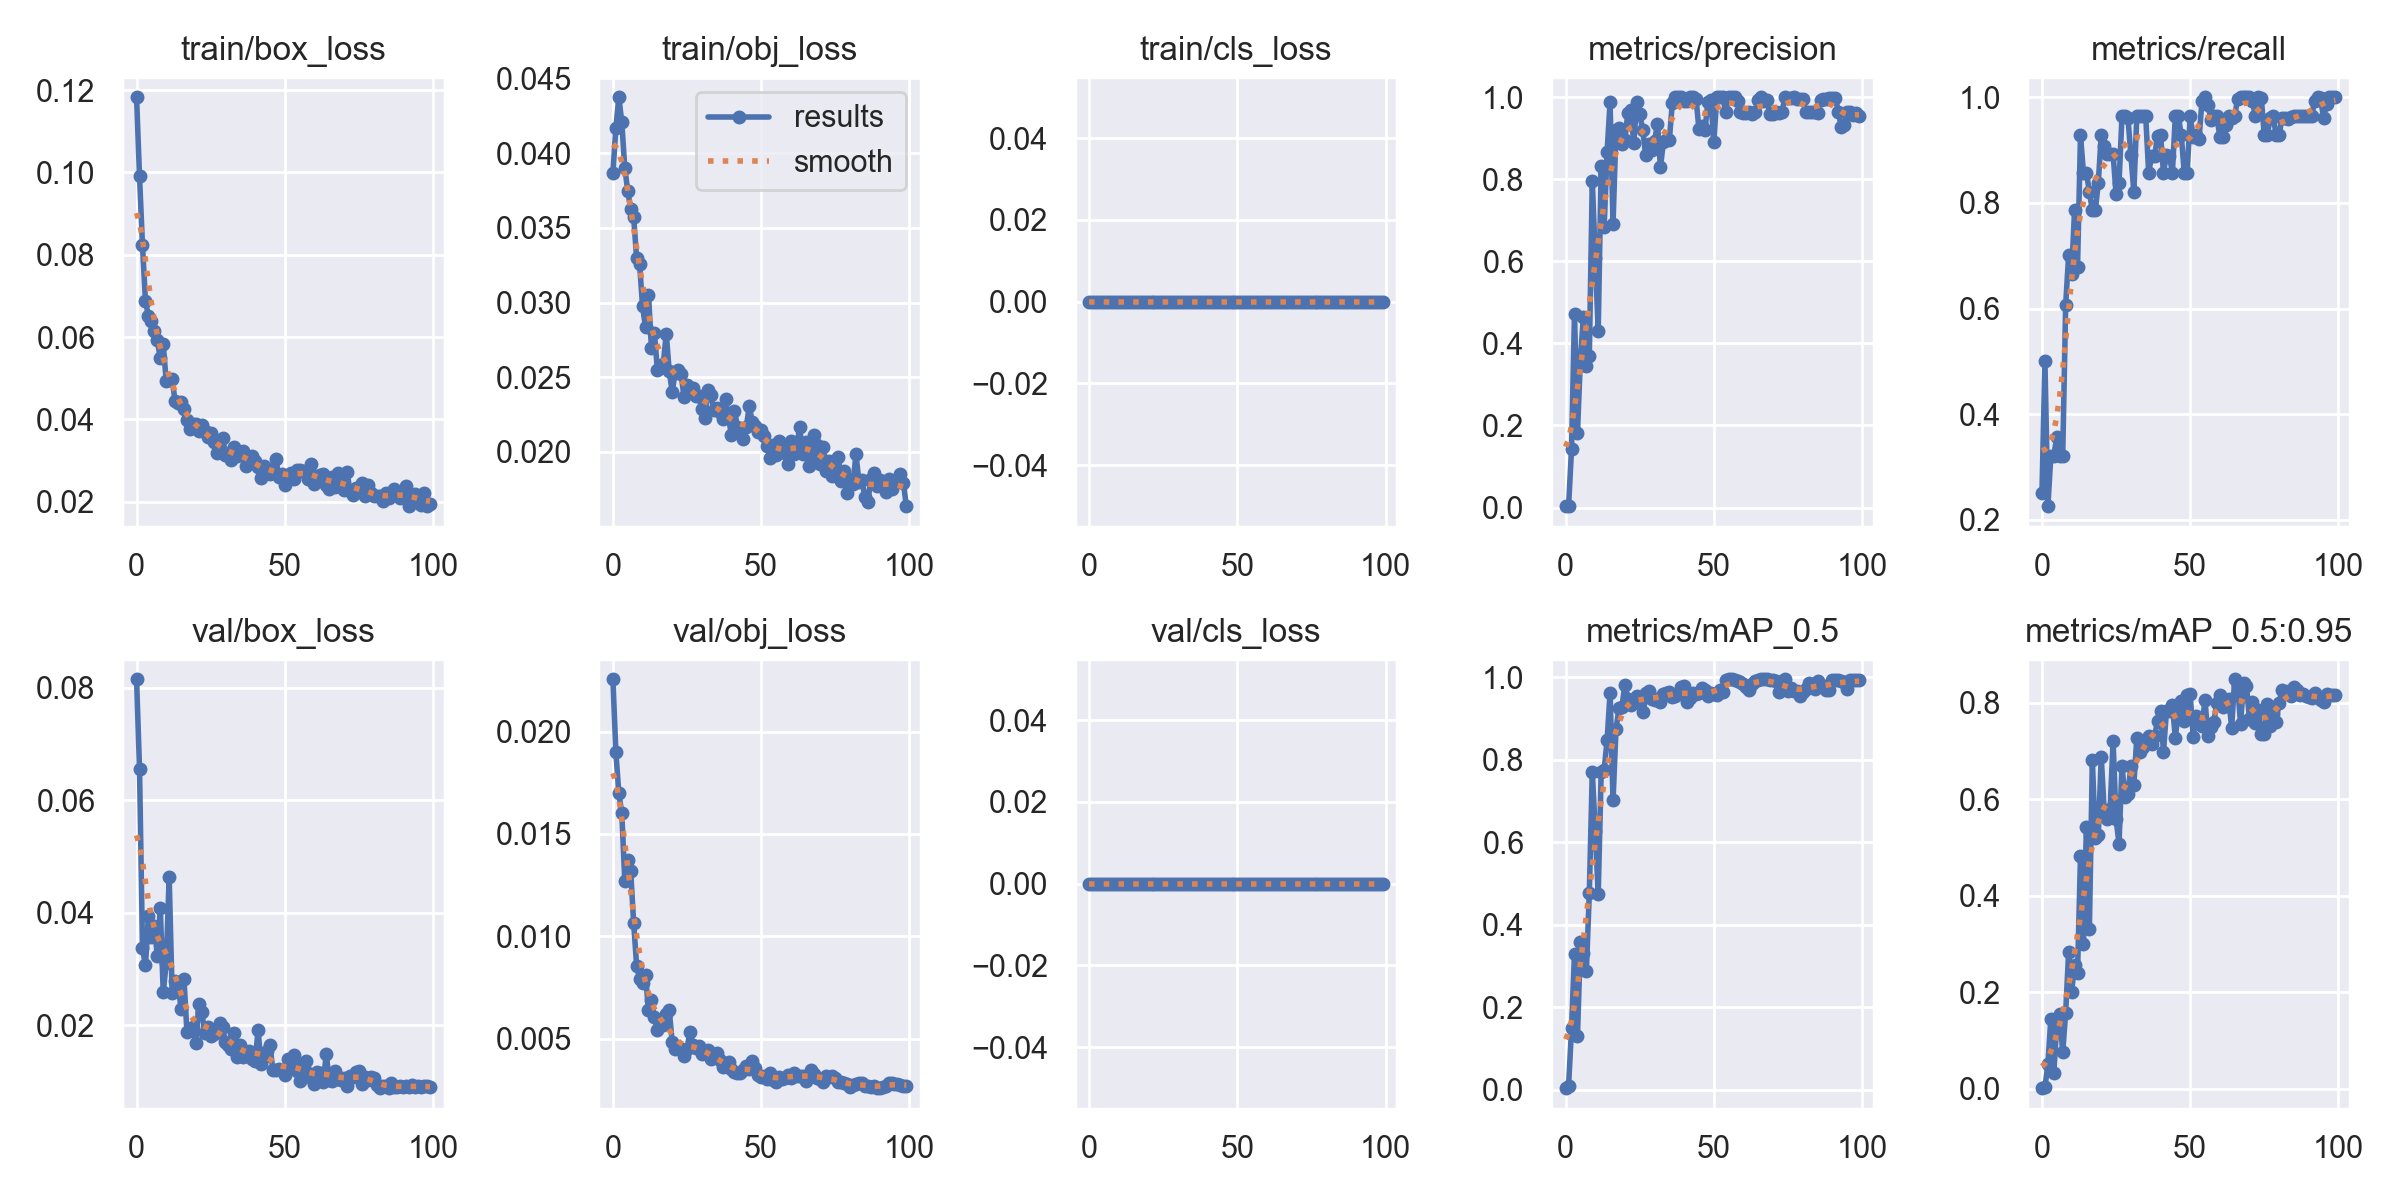 train/box_loss
0.12
0.10
0.08
0.06
0.04
0.02
0 50 100
train/obj_loss
0.045
0.040
0.035
0.030
0.025
0.020
results
smooth
0 50 100
train/cls_loss
0.04
0.02
0.00
−0.02
−0.04
0 50 100
metrics/precision
1.0
0.8
0.6
0.4
0.2
0.0
0 50 100
metrics/recall
1.0
0.8
0.6
0.4
0.2
0 50 100
val/box_loss
0.08
0.06
0.04
0.02
0 50 100
val/obj_loss
0.020
0.015
0.010
0.005
0 50 100
val/cls_loss
0.04
0.02
0.00
−0.02
−0.04
0 50 100
metrics/mAP_0.5
1.0
0.8
0.6
0.4
0.2
0.0
0 50 100
metrics/mAP_0.5:0.95
0.8
0.6
0.4
0.2
0.0
0 50 100